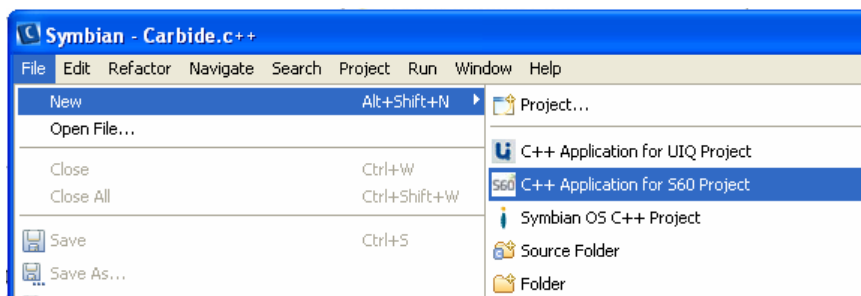 Symbian - Carbide.c++
File Edit Refactor Navigate Search Project Run Window Help
New Alt+Shift+N
Open File...
Close Ctrl+W
Close All Ctrl+Shift+W
Save Ctrl+S
Save As...
Project...
C++ Application for UIQ Project
S60 C++ Application for S60 Project
Symbian OS C++ Project
Source Folder
Folder